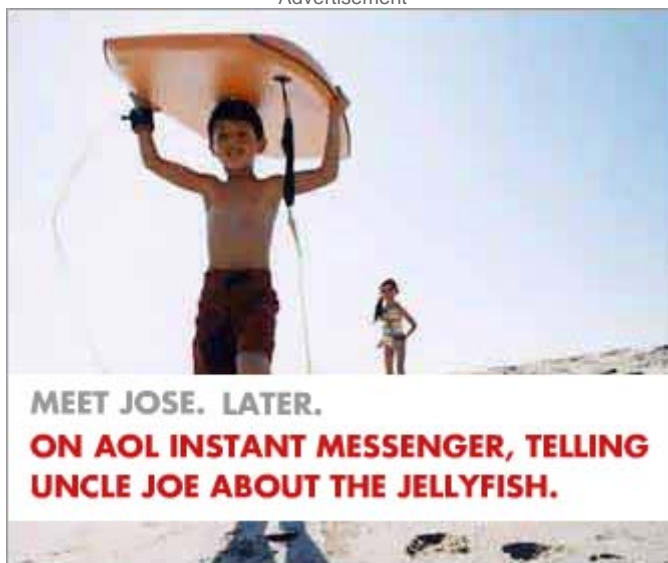 Advertisement
MEET JOSE. LATER.
ON AOL INSTANT MESSENGER, TELLING
UNCLE JOE ABOUT THE JELLYFISH.